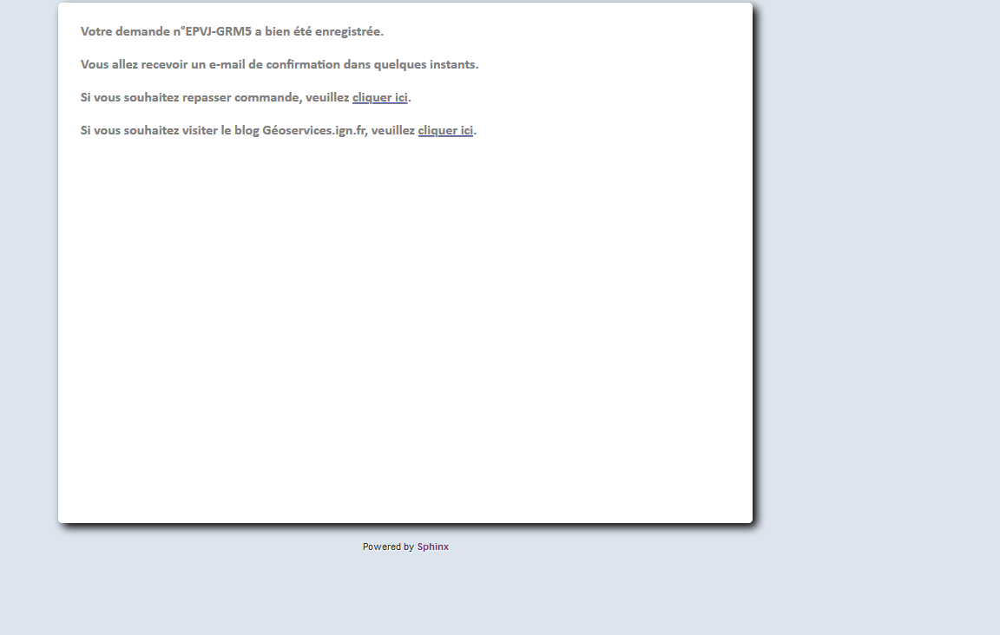 Votre demande n°EPVJ-GRM5 a bien été enregistrée.
Vous allez recevoir un e-mail de confirmation dans quelques instants.
Si vous souhaitez repasser commande, veuillez cliquer ici.
Si vous souhaitez visiter le blog Géoservices.ign.fr, veuillez cliquer ici.
Powered by Sphinx